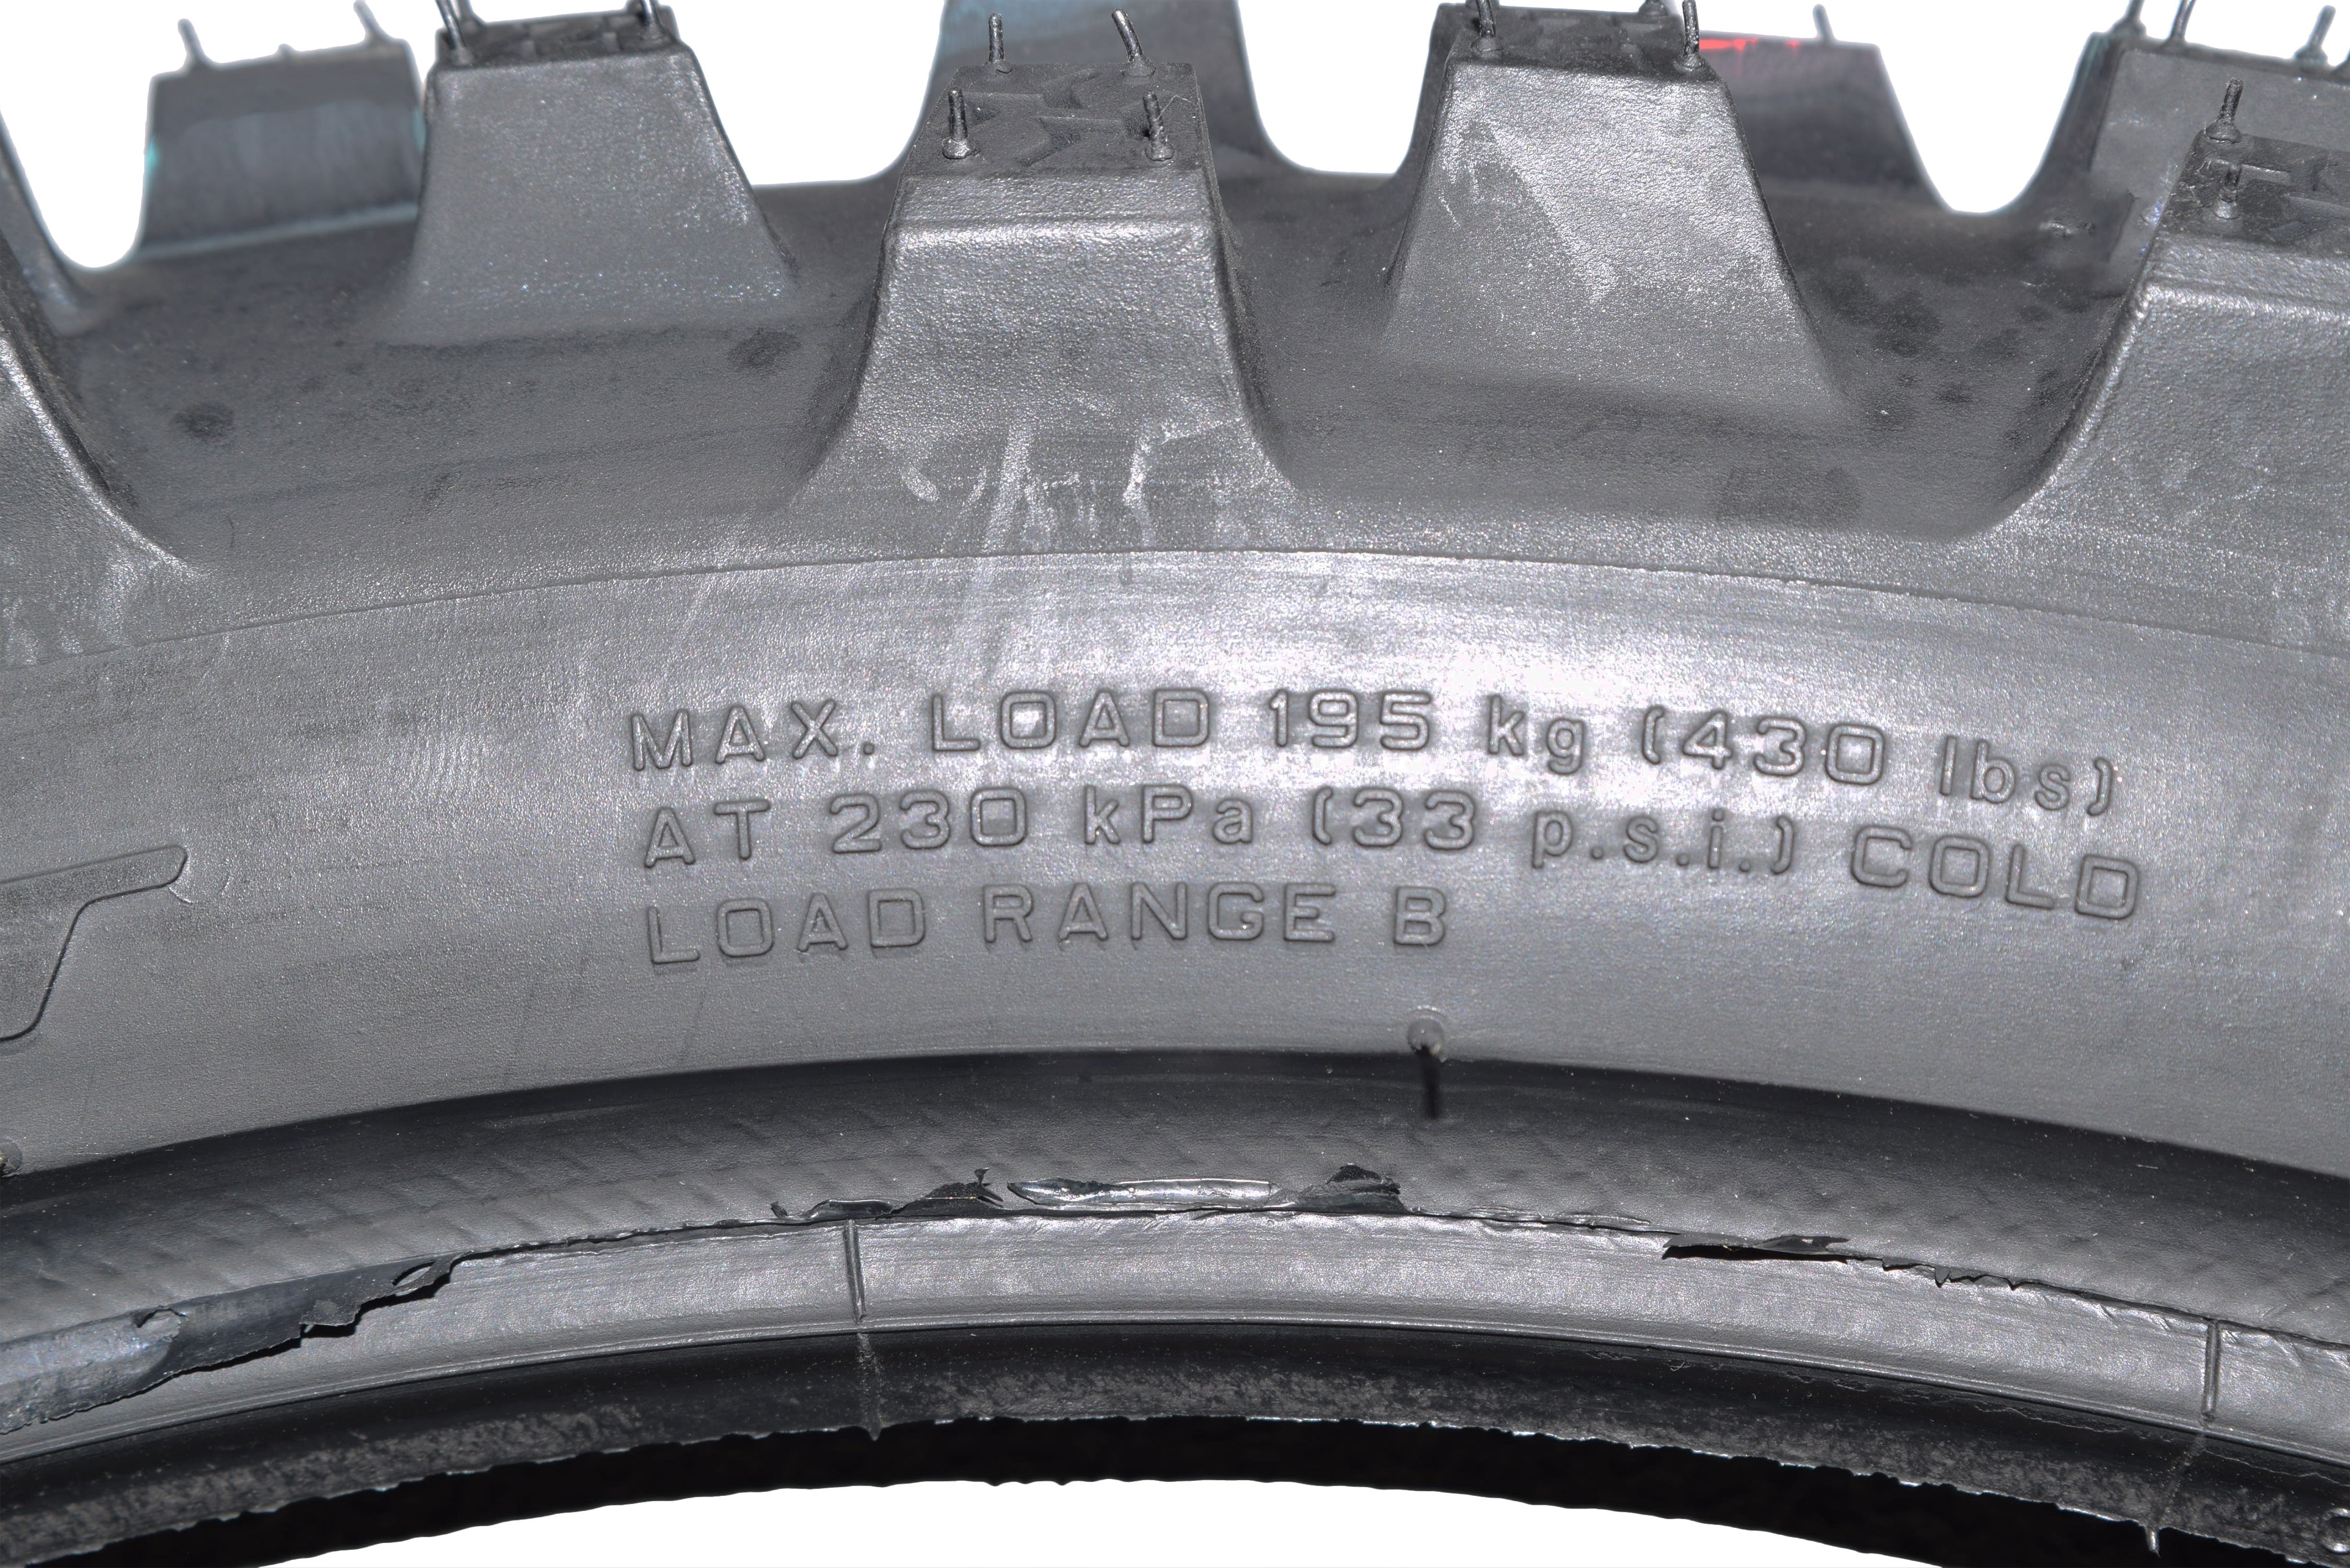 MAX. LOAD 195 kg (430 lbs)
AT 230 kPa (33 p.s.i.) COLD
LOAD RANGE B